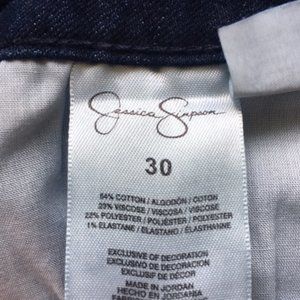 Jessica Simpson
30
54% COTTON / ALGODÓN / COTON
23% VISCOSE / VISCOSA / VISCOSE
22% POLYESTER / POLIÉSTER / POLYESTER
1% ELASTANE / ELASTANO / ÉLASTHANNE
EXCLUSIVE OF DECORATION
EXCLUSIVO DE DECORACION
EXCLUSIF DE DÉCOR
MADE IN JORDAN
HECHO EN JORDANIA